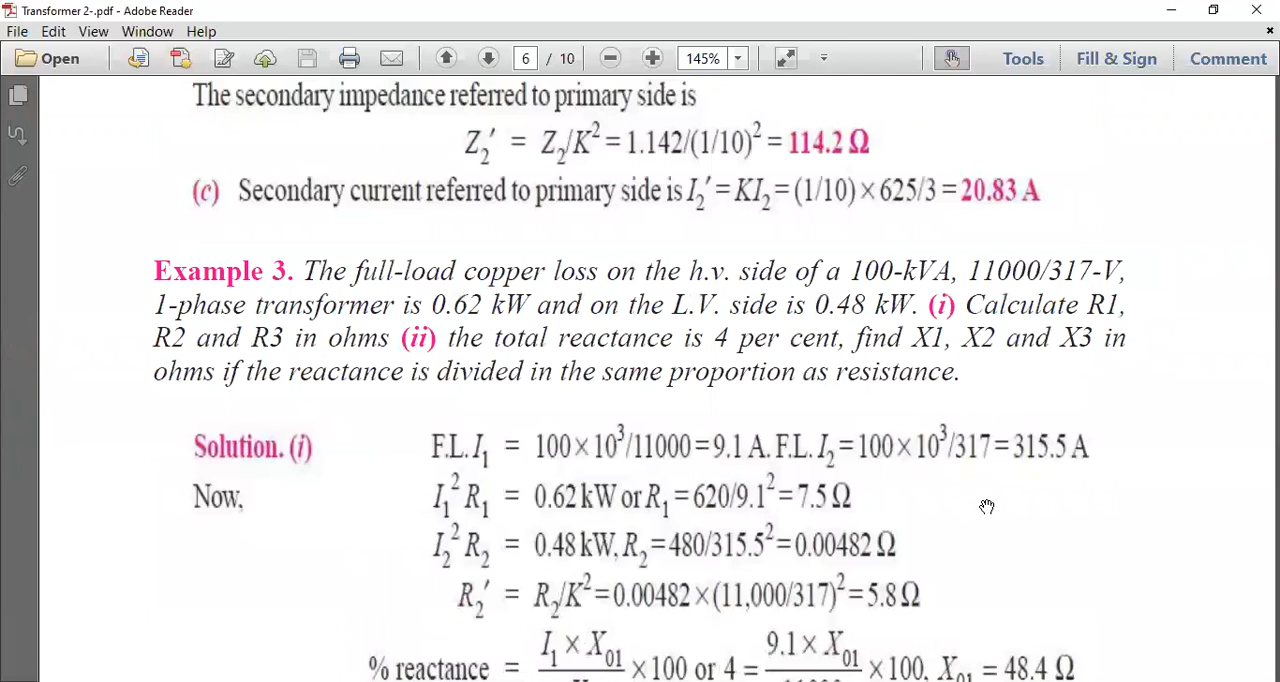 Transformer 2-.pdf - Adobe Reader
File Edit View Window Help
Open 6 / 10 145% Tools Fill & Sign Comment
The secondary impedance referred to primary side is
Z₂′ = Z₂/K² = 1.142/(1/10)² = 114.2 Ω
(c) Secondary current referred to primary side is I₂′ = KI₂ = (1/10) × 625/3 = 20.83 A
Example 3. The full-load copper loss on the h.v. side of a 100-kVA, 11000/317-V,
1-phase transformer is 0.62 kW and on the L.V. side is 0.48 kW. (i) Calculate R1,
R2 and R3 in ohms (ii) the total reactance is 4 per cent, find X1, X2 and X3 in
ohms if the reactance is divided in the same proportion as resistance.
Solution. (i) F.L. I₁ = 100 × 10³/11000 = 9.1 A. F.L. I₂ = 100 × 10³/317 = 315.5 A
Now, I₁² R₁ = 0.62 kW or R₁ = 620/9.1² = 7.5 Ω
I₂² R₂ = 0.48 kW, R₂ = 480/315.5² = 0.00482 Ω
R₂′ = R₂/K² = 0.00482 × (11,000/317)² = 5.8 Ω
% reactance = I₁ × X₀₁ × 100 or 4 = 9.1 × X₀₁ × 100, X₀₁ = 48.4 Ω